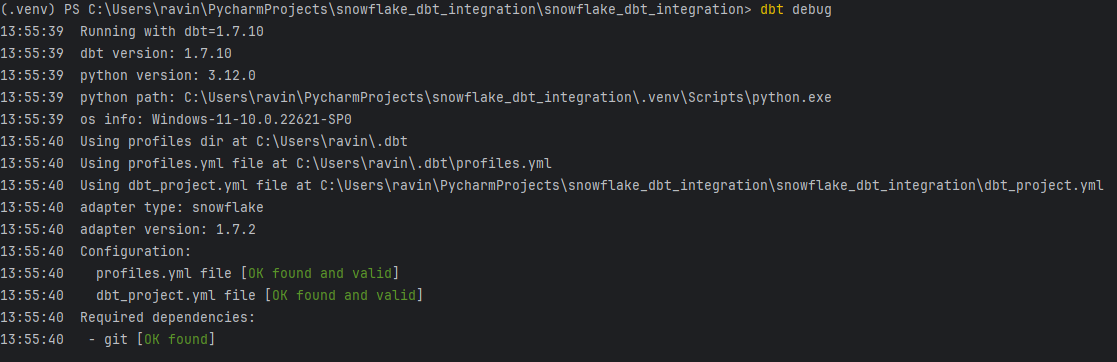 (.venv) PS C:\Users\ravin\PycharmProjects\snowflake_dbt_integration\snowflake_dbt_integration> dbt debug
13:55:39  Running with dbt=1.7.10
13:55:39  dbt version: 1.7.10
13:55:39  python version: 3.12.0
13:55:39  python path: C:\Users\ravin\PycharmProjects\snowflake_dbt_integration\.venv\Scripts\python.exe
13:55:39  os info: Windows-11-10.0.22621-SP0
13:55:40  Using profiles dir at C:\Users\ravin\.dbt
13:55:40  Using profiles.yml file at C:\Users\ravin\.dbt\profiles.yml
13:55:40  Using dbt_project.yml file at C:\Users\ravin\PycharmProjects\snowflake_dbt_integration\snowflake_dbt_integration\dbt_project.yml
13:55:40  adapter type: snowflake
13:55:40  adapter version: 1.7.2
13:55:40  Configuration:
13:55:40    profiles.yml file [OK found and valid]
13:55:40    dbt_project.yml file [OK found and valid]
13:55:40  Required dependencies:
13:55:40   - git [OK found]